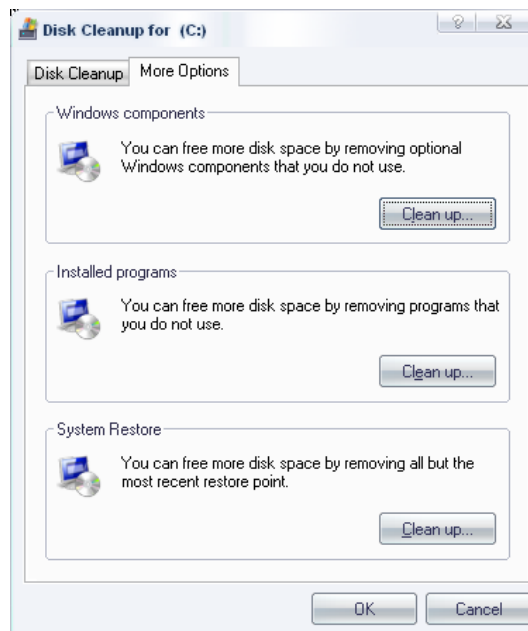 Disk Cleanup for (C:)
Disk Cleanup
More Options
Windows components
You can free more disk space by removing optional
Windows components that you do not use.
Clean up...
Installed programs
You can free more disk space by removing programs that
you do not use.
Clean up...
System Restore
You can free more disk space by removing all but the
most recent restore point.
Clean up...
OK
Cancel